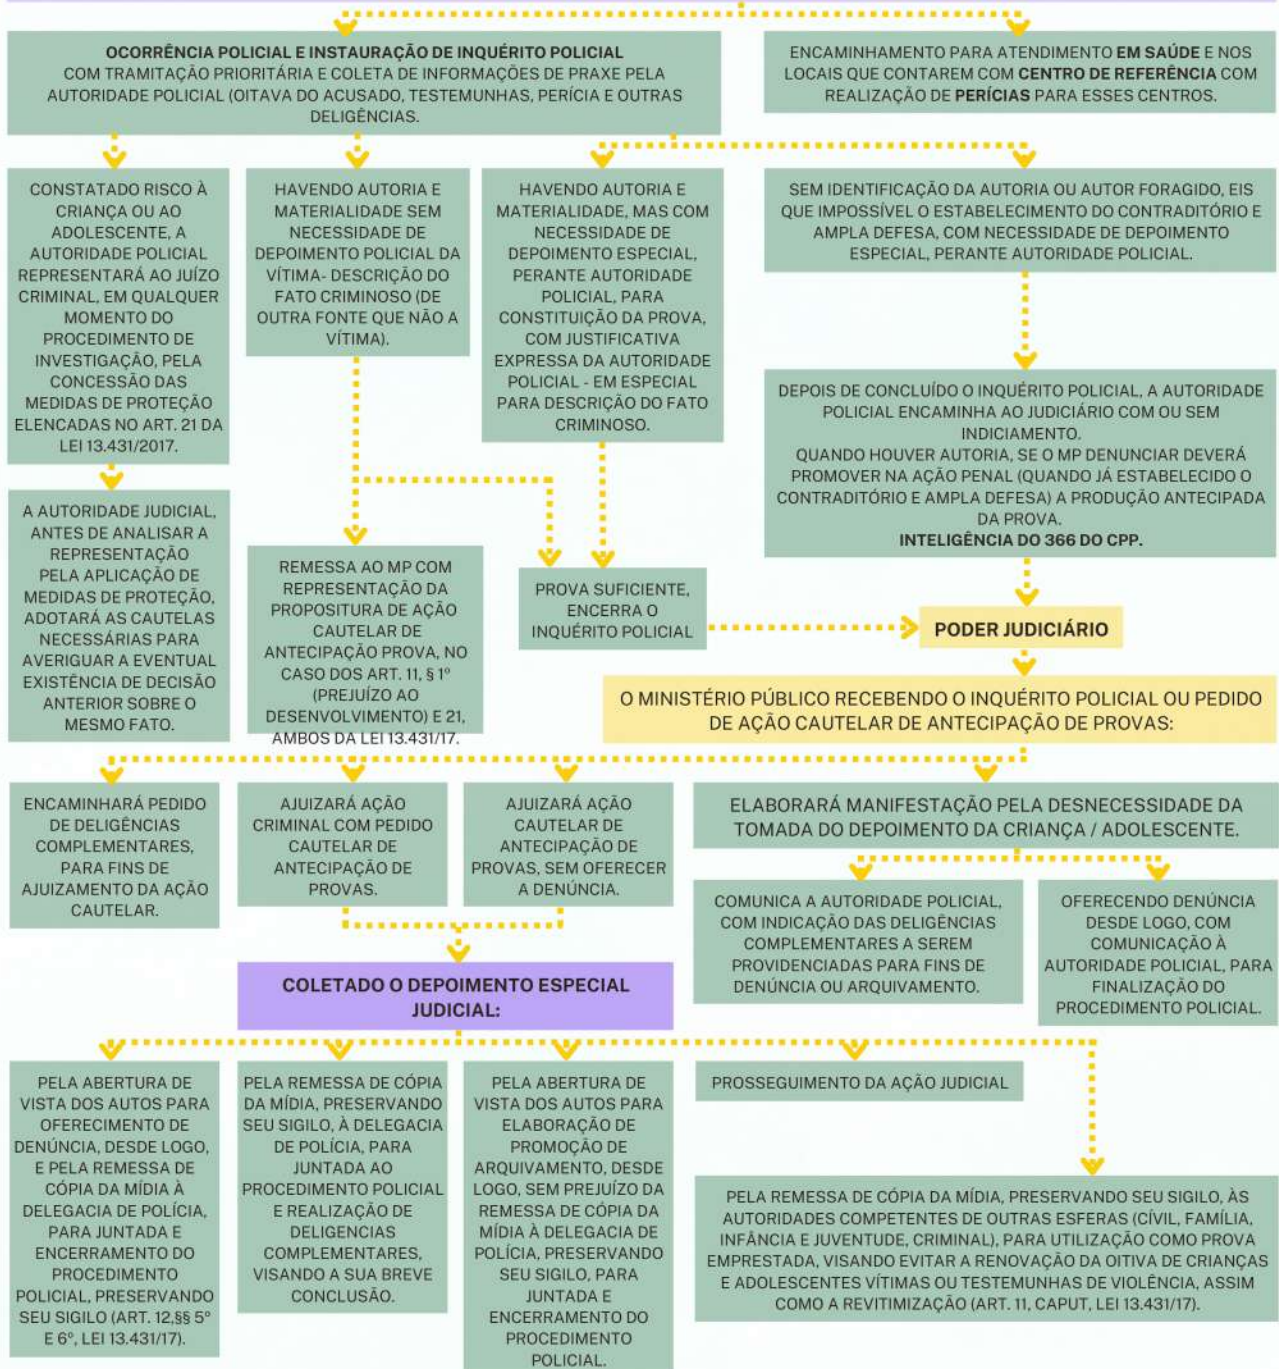 OCORRÊNCIA POLICIAL E INSTAURAÇÃO DE INQUÉRITO POLICIAL
COM TRAMITAÇÃO PRIORITÁRIA E COLETA DE INFORMAÇÕES DE PRAXE PELA
AUTORIDADE POLICIAL (OITAVA DO ACUSADO, TESTEMUNHAS, PERÍCIA E OUTRAS
DELIGÊNCIAS.
ENCAMINHAMENTO PARA ATENDIMENTO EM SAÚDE E NOS
LOCAIS QUE CONTAREM COM CENTRO DE REFERÊNCIA COM
REALIZAÇÃO DE PERÍCIAS PARA ESSES CENTROS.
CONSTATADO RISCO À
CRIANÇA OU AO
ADOLESCENTE, A
AUTORIDADE POLICIAL
REPRESENTARÁ AO JUÍZO
CRIMINAL, EM QUALQUER
MOMENTO DO
PROCEDIMENTO DE
INVESTIGAÇÃO, PELA
CONCESSÃO DAS
MEDIDAS DE PROTEÇÃO
ELENCADAS NO ART. 21 DA
LEI 13.431/2017.
HAVENDO AUTORIA E
MATERIALIDADE SEM
NECESSIDADE DE
DEPOIMENTO POLICIAL DA
VÍTIMA- DESCRIÇÃO DO
FATO CRIMINOSO (DE
OUTRA FONTE QUE NÃO A
VÍTIMA).
HAVENDO AUTORIA E
MATERIALIDADE, MAS COM
NECESSIDADE DE
DEPOIMENTO ESPECIAL,
PERANTE AUTORIDADE
POLICIAL, PARA
CONSTITUIÇÃO DA PROVA,
COM JUSTIFICATIVA
EXPRESSA DA AUTORIDADE
POLICIAL - EM ESPECIAL
PARA DESCRIÇÃO DO FATO
CRIMINOSO.
SEM IDENTIFICAÇÃO DA AUTORIA OU AUTOR FORAGIDO, EIS
QUE IMPOSSÍVEL O ESTABELECIMENTO DO CONTRADITÓRIO E
AMPLA DEFESA, COM NECESSIDADE DE DEPOIMENTO
ESPECIAL, PERANTE AUTORIDADE POLICIAL.
DEPOIS DE CONCLUÍDO O INQUÉRITO POLICIAL, A AUTORIDADE
POLICIAL ENCAMINHA AO JUDICIÁRIO COM OU SEM
INDICIAMENTO.
QUANDO HOUVER AUTORIA, SE O MP DENUNCIAR DEVERÁ
PROMOVER NA AÇÃO PENAL (QUANDO JÁ ESTABELECIDO O
CONTRADITÓRIO E AMPLA DEFESA) A PRODUÇÃO ANTECIPADA
DA PROVA.
INTELIGÊNCIA DO 366 DO CPP.
A AUTORIDADE JUDICIAL,
ANTES DE ANALISAR A
REPRESENTAÇÃO
PELA APLICAÇÃO DE
MEDIDAS DE PROTEÇÃO,
ADOTARÁ AS CAUTELAS
NECESSÁRIAS PARA
AVERIGUAR A EVENTUAL
EXISTÊNCIA DE DECISÃO
ANTERIOR SOBRE O
MESMO FATO.
REMESSA AO MP COM
REPRESENTAÇÃO DA
PROPOSITURA DE AÇÃO
CAUTELAR DE
ANTECIPAÇÃO PROVA, NO
CASO DOS ART. 11, § 1º
(PREJUÍZO AO
DESENVOLVIMENTO) E 21,
AMBOS DA LEI 13.431/17.
PROVA SUFICIENTE,
ENCERRA O
INQUÉRITO POLICIAL
PODER JUDICIÁRIO
O MINISTÉRIO PÚBLICO RECEBENDO O INQUÉRITO POLICIAL OU PEDIDO
DE AÇÃO CAUTELAR DE ANTECIPAÇÃO DE PROVAS:
ENCAMINHARÁ PEDIDO
DE DELIGÊNCIAS
COMPLEMENTARES,
PARA FINS DE
AJUIZAMENTO DA AÇÃO
CAUTELAR.
AJUIZARÁ AÇÃO
CRIMINAL COM PEDIDO
CAUTELAR DE
ANTECIPAÇÃO DE
PROVAS.
AJUIZARÁ AÇÃO
CAUTELAR DE
ANTECIPAÇÃO DE
PROVAS, SEM OFERECER
A DENÚNCIA.
ELABORARÁ MANIFESTAÇÃO PELA DESNECESSIDADE DA
TOMADA DO DEPOIMENTO DA CRIANÇA / ADOLESCENTE.
COMUNICA A AUTORIDADE POLICIAL,
COM INDICAÇÃO DAS DELIGÊNCIAS
COMPLEMENTARES A SEREM
PROVIDENCIADAS PARA FINS DE
DENÚNCIA OU ARQUIVAMENTO.
OFERECENDO DENÚNCIA
DESDE LOGO, COM
COMUNICAÇÃO À
AUTORIDADE POLICIAL, PARA
FINALIZAÇÃO DO
PROCEDIMENTO POLICIAL.
COLETADO O DEPOIMENTO ESPECIAL
JUDICIAL:
PELA ABERTURA DE
VISTA DOS AUTOS PARA
OFERECIMENTO DE
DENÚNCIA, DESDE LOGO,
E PELA REMESSA DE
CÓPIA DA MÍDIA À
DELEGACIA DE POLÍCIA,
PARA JUNTADA E
ENCERRAMENTO DO
PROCEDIMENTO
POLICIAL, PRESERVANDO
SEU SIGILO (ART. 12,§§ 5º
E 6º, LEI 13.431/17).
PELA REMESSA DE CÓPIA
DA MÍDIA, PRESERVANDO
SEU SIGILO, À DELEGACIA
DE POLÍCIA, PARA
JUNTADA AO
PROCEDIMENTO POLICIAL
E REALIZAÇÃO DE
DELIGENCIAS
COMPLEMENTARES,
VISANDO A SUA BREVE
CONCLUSÃO.
PELA ABERTURA DE
VISTA DOS AUTOS PARA
ELABORAÇÃO DE
PROMOÇÃO DE
ARQUIVAMENTO, DESDE
LOGO, SEM PREJUÍZO DA
REMESSA DE CÓPIA DA
MÍDIA À DELEGACIA DE
POLÍCIA, PRESERVANDO
SEU SIGILO, PARA
JUNTADA E
ENCERRAMENTO DO
PROCEDIMENTO
POLICIAL.
PROSSEGUIMENTO DA AÇÃO JUDICIAL
PELA REMESSA DE CÓPIA DA MÍDIA, PRESERVANDO SEU SIGILO, ÀS
AUTORIDADES COMPETENTES DE OUTRAS ESFERAS (CÍVIL, FAMÍLIA,
INFÂNCIA E JUVENTUDE, CRIMINAL), PARA UTILIZAÇÃO COMO PROVA
EMPRESTADA, VISANDO EVITAR A RENOVAÇÃO DA OITIVA DE CRIANÇAS
E ADOLESCENTES VÍTIMAS OU TESTEMUNHAS DE VIOLÊNCIA, ASSIM
COMO A REVITIMIZAÇÃO (ART. 11, CAPUT, LEI 13.431/17).